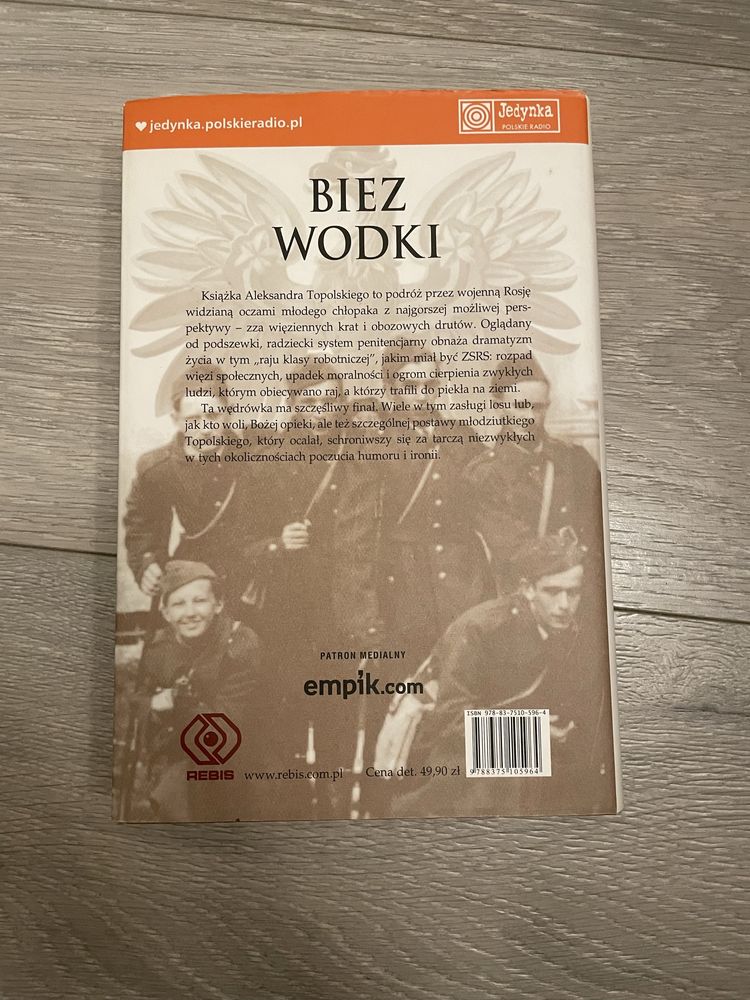 jedynka.polskieradio.pl
Jedynka
POLSKIE RADIO
BIEZ
WODKI
Książka Aleksandra Topolskiego to podróż przez wojenną Rosję
widzianą oczami młodego chłopaka z najgorszej możliwej pers-
pektywy – zza więziennych krat i obozowych drutów. Oglądany
od podszewki, radziecki system penitencjarny obnaża dramatyzm
życia w tym „raju klasy robotniczej”, jakim miał być ZSRS: rozpad
więzi społecznych, upadek moralności i ogrom cierpienia zwykłych
ludzi, którym obiecywano raj, a którzy trafili do piekła na ziemi.
Ta wędrówka ma szczęśliwy finał. Wiele w tym zasługi losu lub,
jak kto woli, Bożej opieki, ale też szczególnej postawy młodziutkiego
Topolskiego, który ocalał, schroniwszy się za tarczą niezwykłych
w tych okolicznościach poczucia humoru i ironii.
PATRON MEDIALNY
empik.com
ISBN 978-83-7510-596-4
REBIS
www.rebis.com.pl
Cena det. 49,90 zł
9 788375 105964